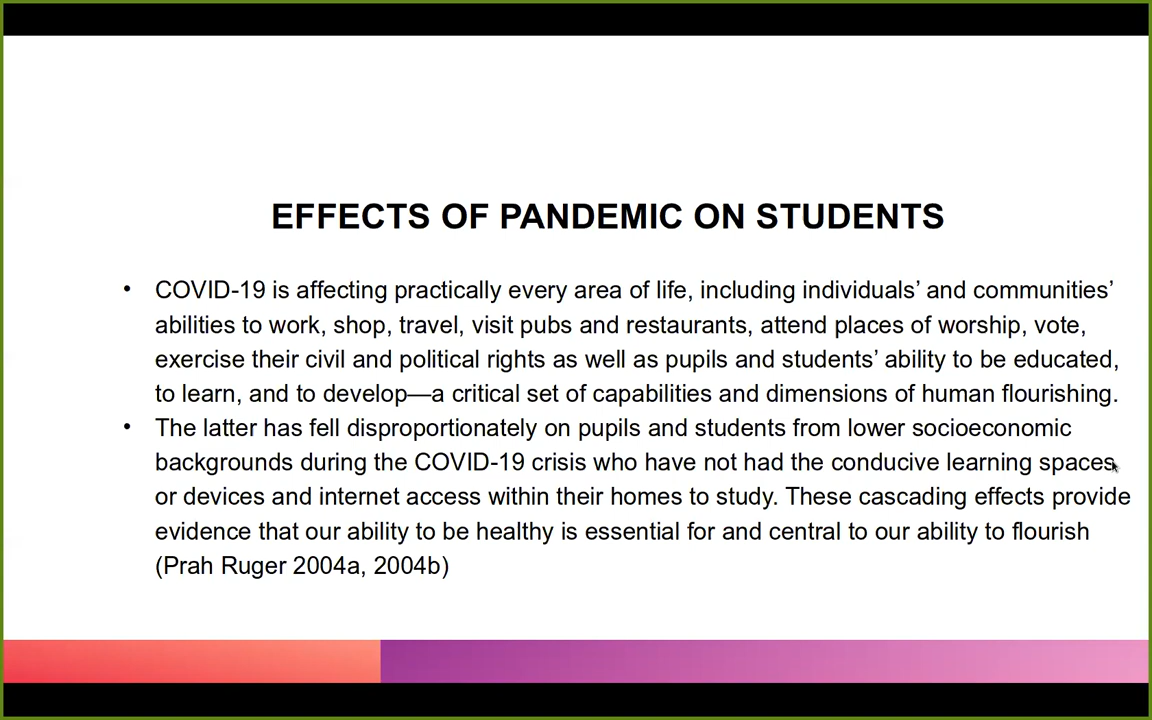 EFFECTS OF PANDEMIC ON STUDENTS
• COVID-19 is affecting practically every area of life, including individuals’ and communities’
abilities to work, shop, travel, visit pubs and restaurants, attend places of worship, vote,
exercise their civil and political rights as well as pupils and students’ ability to be educated,
to learn, and to develop—a critical set of capabilities and dimensions of human flourishing.
• The latter has fell disproportionately on pupils and students from lower socioeconomic
backgrounds during the COVID-19 crisis who have not had the conducive learning spaces
or devices and internet access within their homes to study. These cascading effects provide
evidence that our ability to be healthy is essential for and central to our ability to flourish
(Prah Ruger 2004a, 2004b)